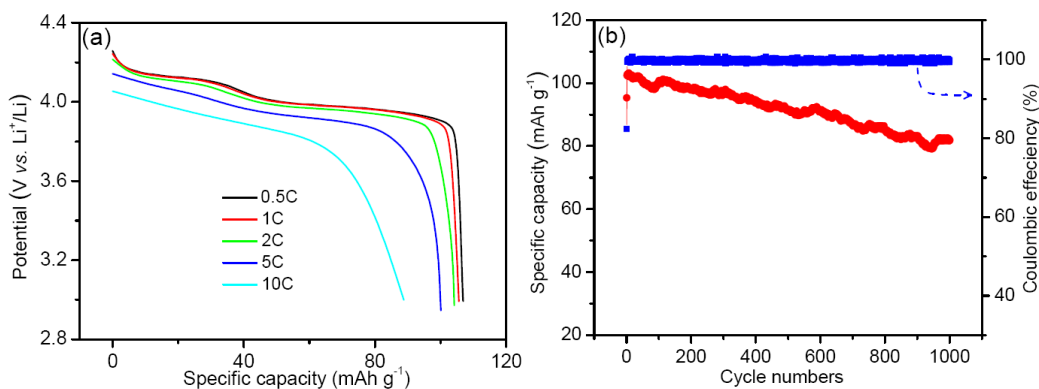 (a)
4.4
4.0
3.6
3.2
2.8
Potential (V vs. Li⁺/Li)
0.5C
1C
2C
5C
10C
0
40
80
120
Specific capacity (mAh g⁻¹)
(b)
120
100
80
60
40
20
Specific capacity (mAh g⁻¹)
100
80
60
40
Coulombic effeciency (%)
0
200
400
600
800
1000
Cycle numbers